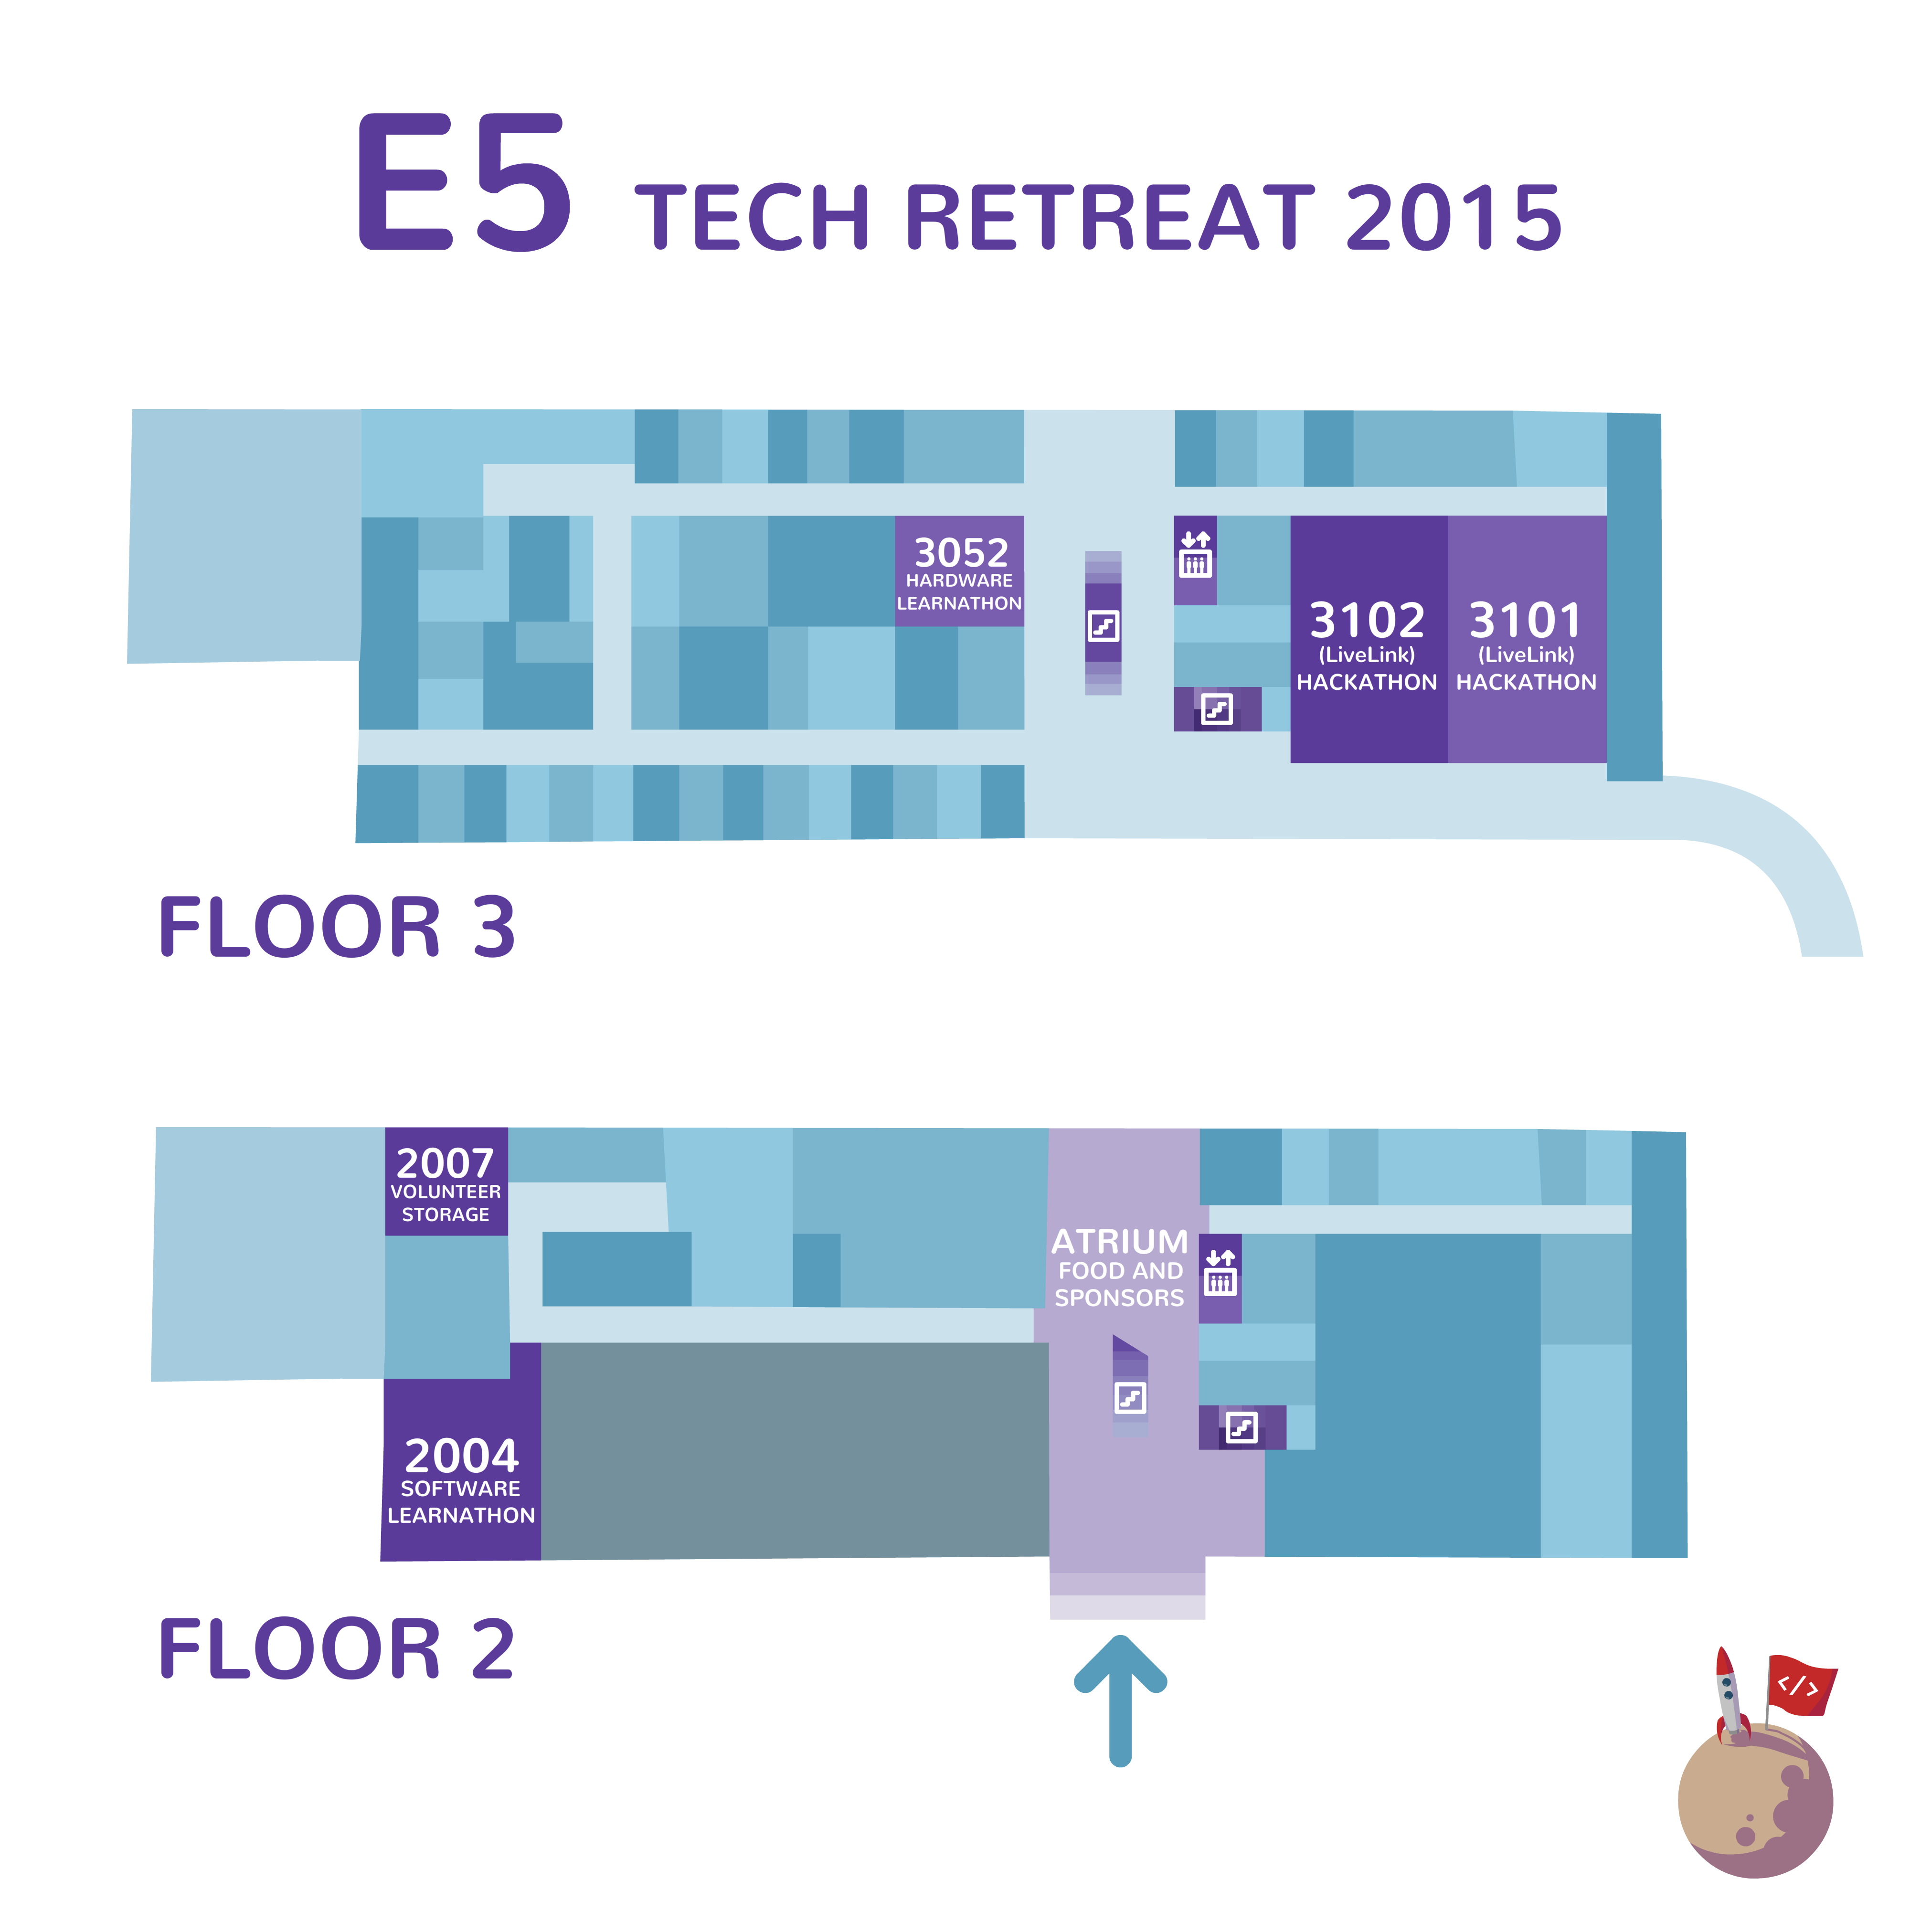 E5 TECH RETREAT 2015
3052
HARDWARE
LEARNATHON
3102
(LiveLink)
HACKATHON
3101
(LiveLink)
HACKATHON
FLOOR 3
2007
VOLUNTEER
STORAGE
ATRIUM
FOOD AND
SPONSORS
2004
SOFTWARE
LEARNATHON
FLOOR 2
</>